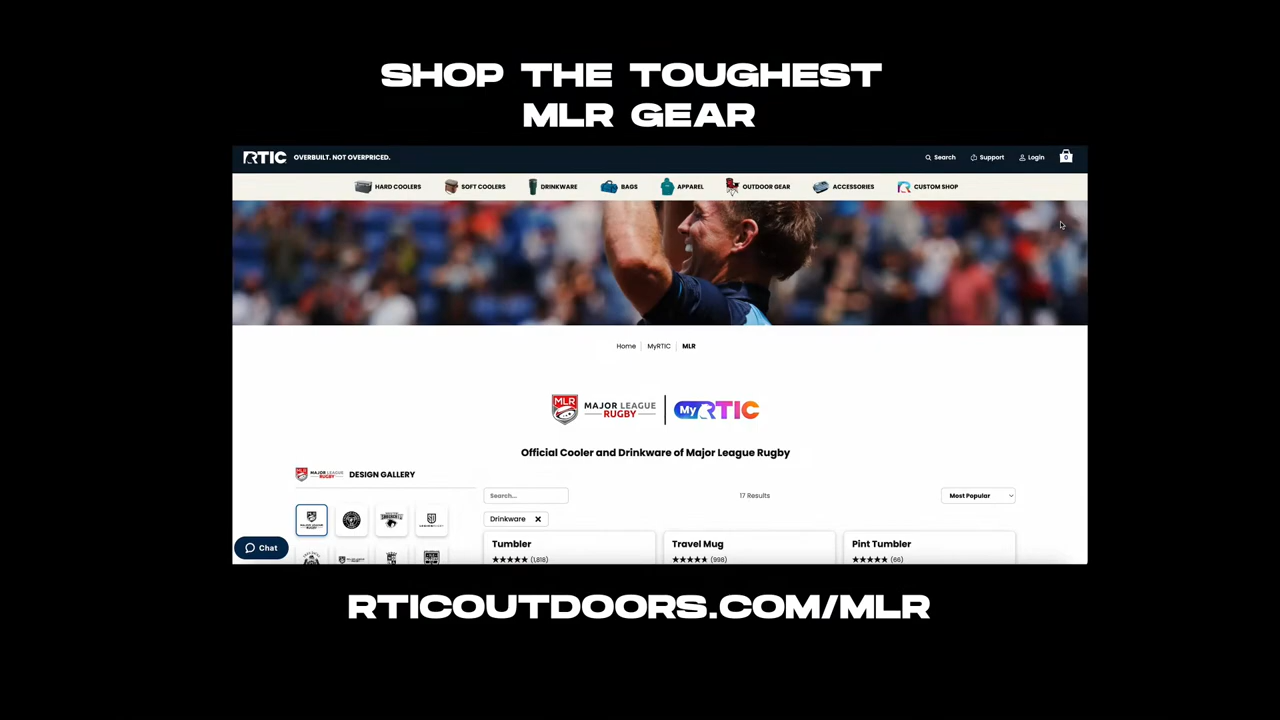 SHOP THE TOUGHEST
MLR GEAR
RTIC OVERBUILT. NOT OVERPRICED. Search Support Login 0
HARD COOLERS SOFT COOLERS DRINKWARE BAGS APPAREL OUTDOOR GEAR ACCESSORIES CUSTOM SHOP
Home MyRTIC MLR
MLR MAJOR LEAGUE RUGBY My RTIC
Official Cooler and Drinkware of Major League Rugby
MAJOR LEAGUE RUGBY DESIGN GALLERY
Search... 17 Results Most Popular
Drinkware
Tumbler Travel Mug Pint Tumbler
(1,818) (998) (66)
Chat
RTICOUTDOORS.COM/MLR